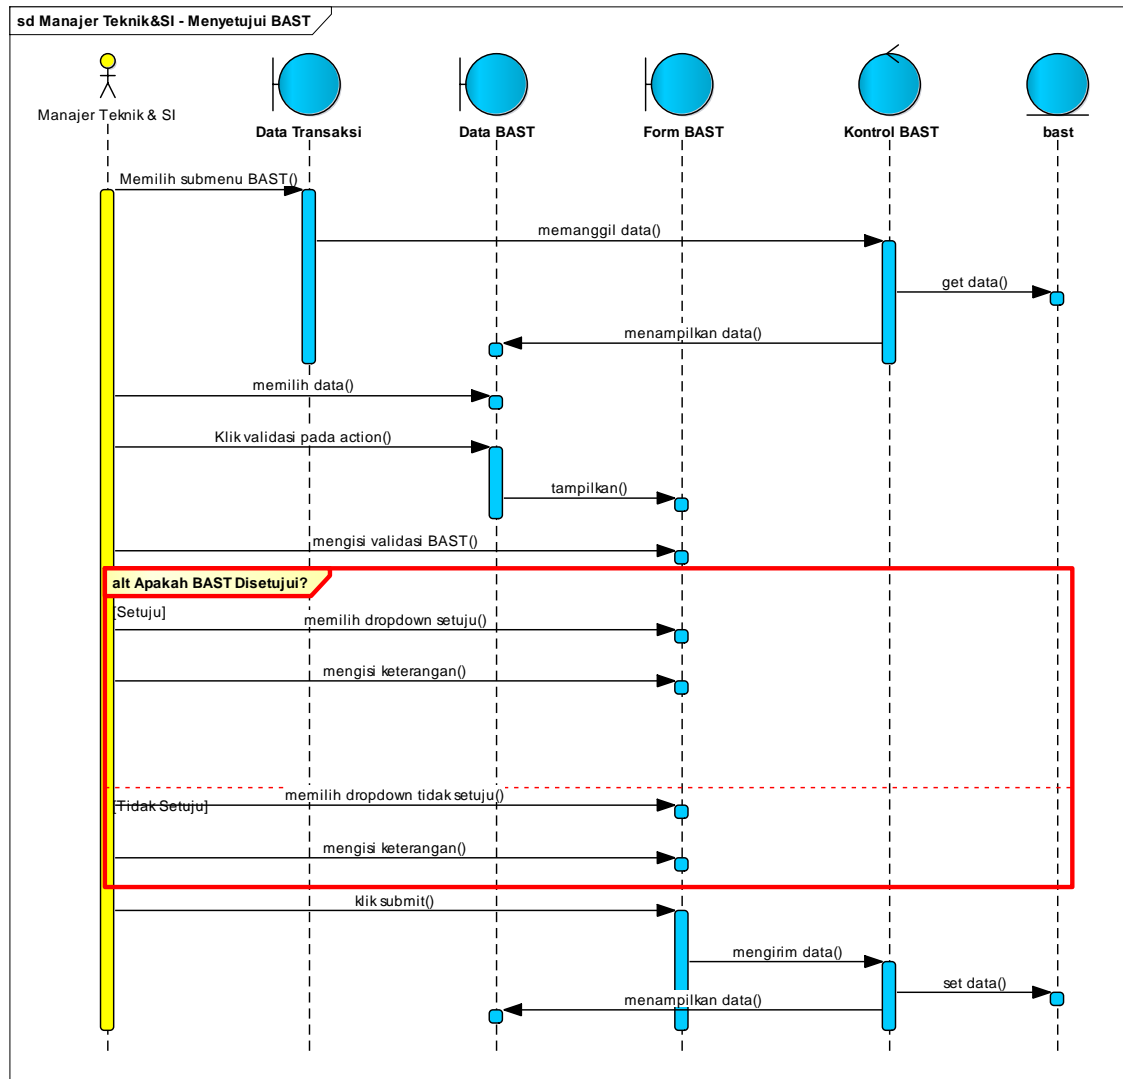 sd Manajer Teknik&SI - Menyetujui BAST
Manajer Teknik & SI
Data Transaksi
Data BAST
Form BAST
Kontrol BAST
bast
Memilih submenu BAST()
memanggil data()
get data()
menampilkan data()
memilih data()
Klik validasi pada action()
tampilkan()
mengisi validasi BAST()
alt Apakah BAST Disetujui?
[Setuju]
memilih dropdown setuju()
mengisi keterangan()
memilih dropdown tidak setuju()
[Tidak Setuju]
mengisi keterangan()
klik submit()
mengirim data()
set data()
menampilkan data()